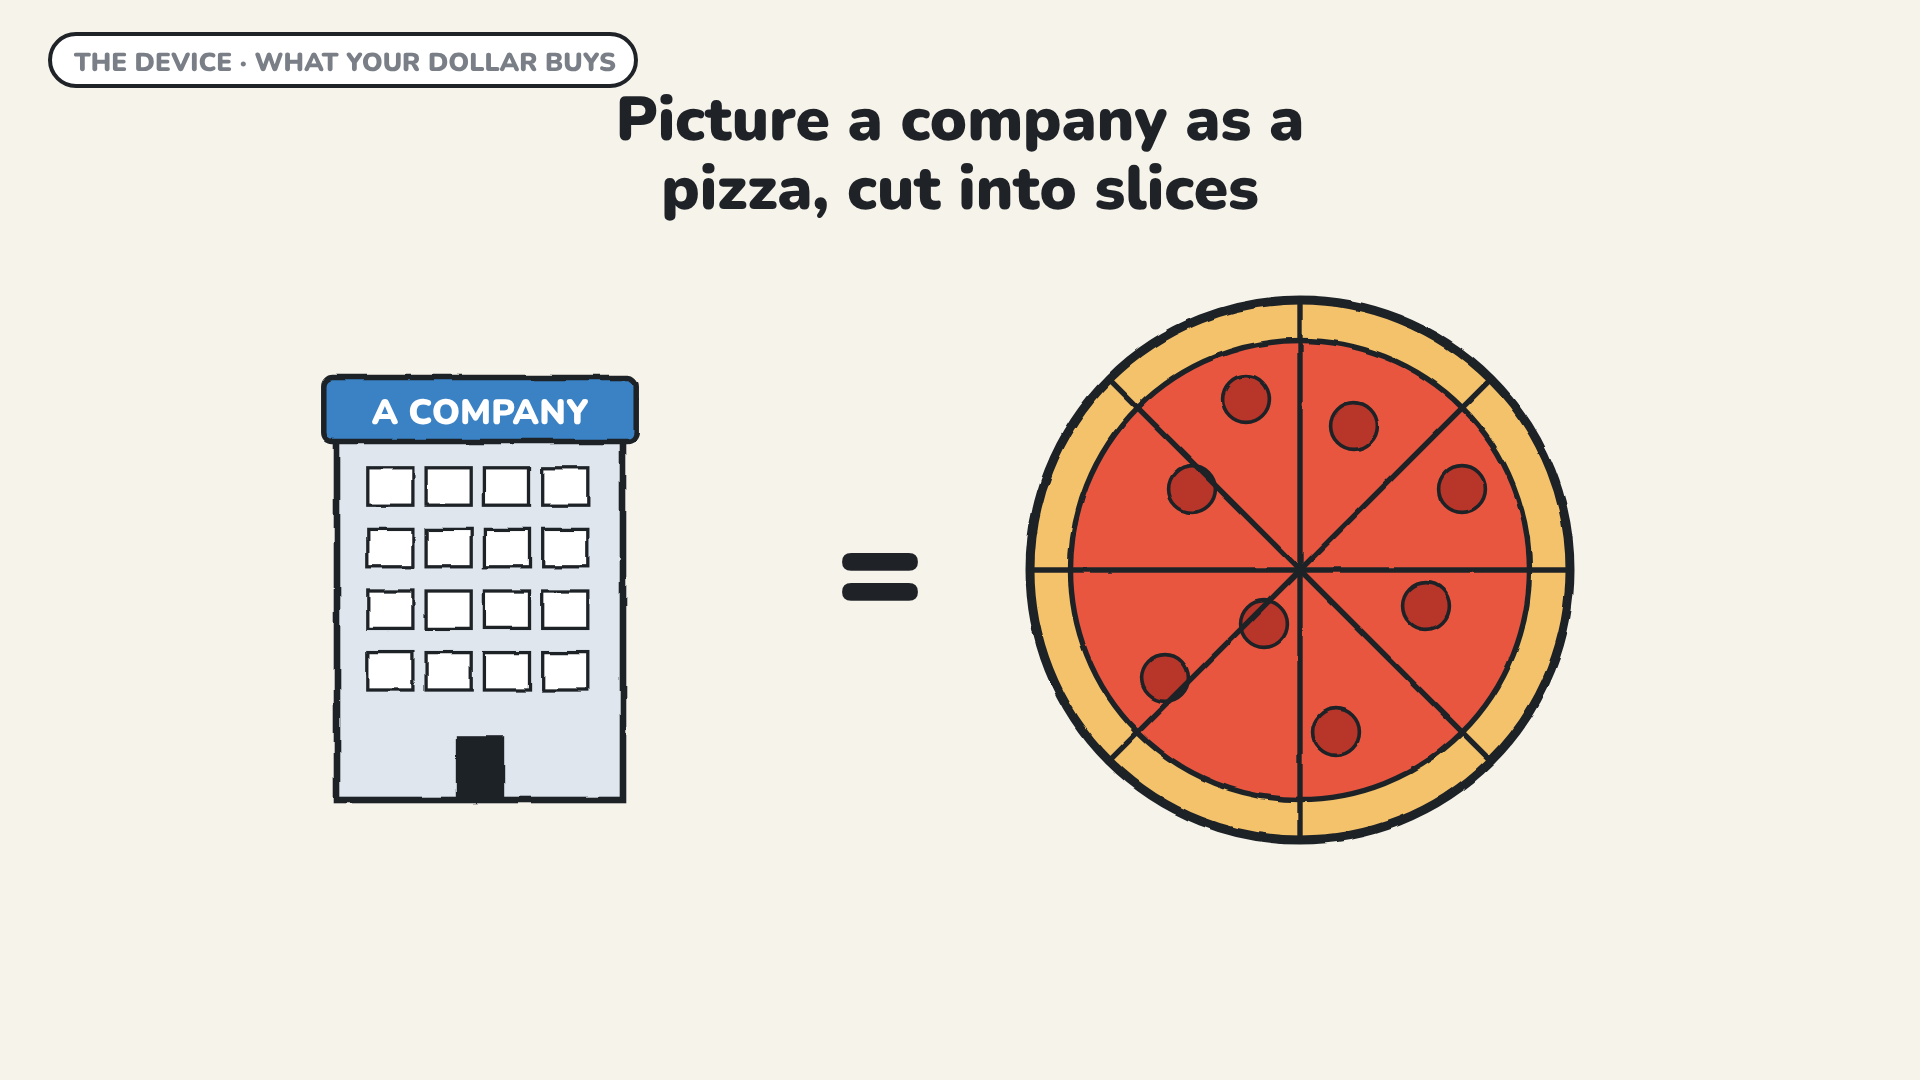 THE DEVICE · WHAT YOUR DOLLAR BUYS
Picture a company as a
pizza, cut into slices
A COMPANY
=